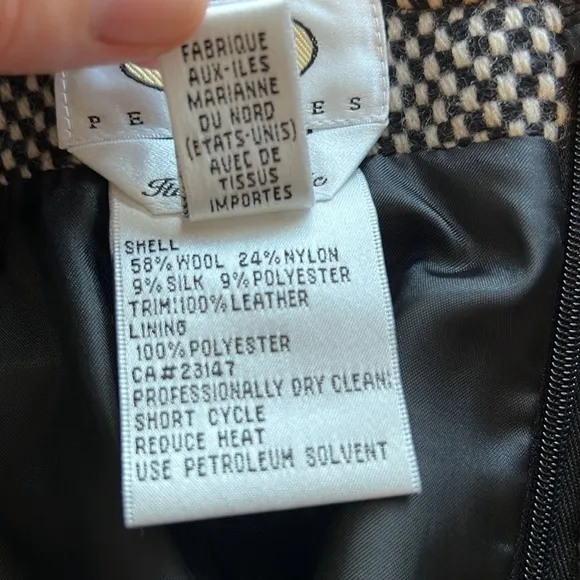 FABRIQUE
AUX-ILES
MARIANNE
DU NORD
(ETATS-UNIS)
AVEC DE
TISSUS
IMPORTES
SHELL
58% WOOL 24% NYLON
9% SILK 9% POLYESTER
TRIM:100% LEATHER
LINING
100% POLYESTER
CA#23147
PROFESSIONALLY DRY CLEAN:
SHORT CYCLE
REDUCE HEAT
USE PETROLEUM SOLVENT